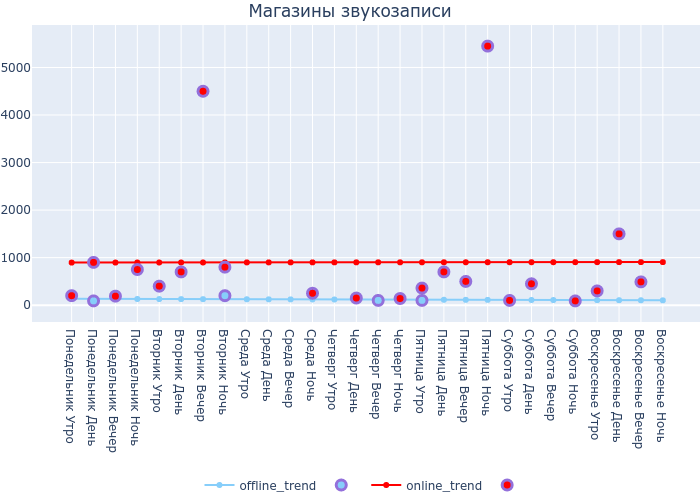 Магазины звукозаписи
5000
4000
3000
2000
1000
0
Понедельник Утро
Понедельник День
Понедельник Вечер
Понедельник Ночь
Вторник Утро
Вторник День
Вторник Вечер
Вторник Ночь
Среда Утро
Среда День
Среда Вечер
Среда Ночь
Четверг Утро
Четверг День
Четверг Вечер
Четверг Ночь
Пятница Утро
Пятница День
Пятница Вечер
Пятница Ночь
Суббота Утро
Суббота День
Суббота Вечер
Суббота Ночь
Воскресенье Утро
Воскресенье День
Воскресенье Вечер
Воскресенье Ночь
offline_trend
online_trend